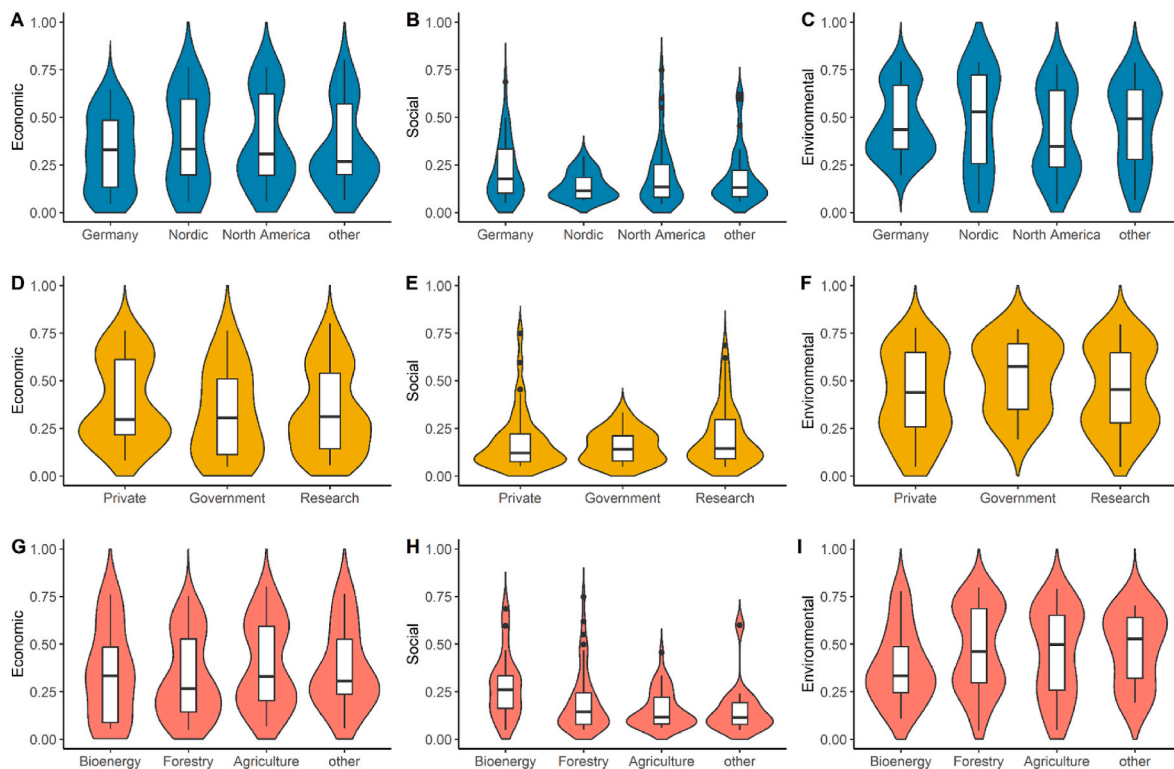 A
Economic
1.00
0.75
0.50
0.25
0.00
Germany Nordic North America other
B
Social
1.00
0.75
0.50
0.25
0.00
Germany Nordic North America other
C
Environmental
1.00
0.75
0.50
0.25
0.00
Germany Nordic North America other
D
Economic
1.00
0.75
0.50
0.25
0.00
Private Government Research
E
Social
1.00
0.75
0.50
0.25
0.00
Private Government Research
F
Environmental
1.00
0.75
0.50
0.25
0.00
Private Government Research
G
Economic
1.00
0.75
0.50
0.25
0.00
Bioenergy Forestry Agriculture other
H
Social
1.00
0.75
0.50
0.25
0.00
Bioenergy Forestry Agriculture other
I
Environmental
1.00
0.75
0.50
0.25
0.00
Bioenergy Forestry Agriculture other